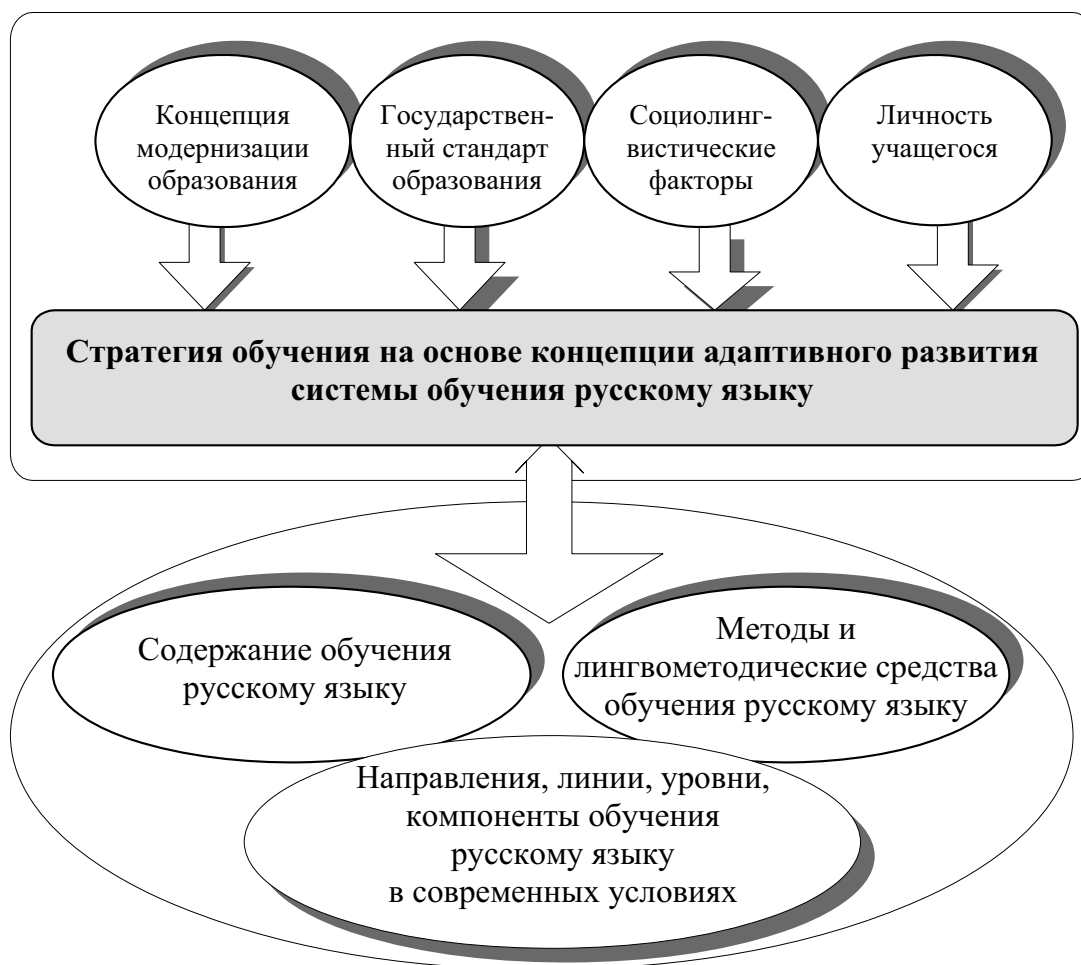 Концепция
модернизации
образования
Государствен-
ный стандарт
образования
Социолинг-
вистические
факторы
Личность
учащегося
Стратегия обучения на основе концепции адаптивного развития
системы обучения русскому языку
Содержание обучения
русскому языку
Методы и
лингвометодические средства
обучения русскому языку
Направления, линии, уровни,
компоненты обучения
русскому языку
в современных условиях